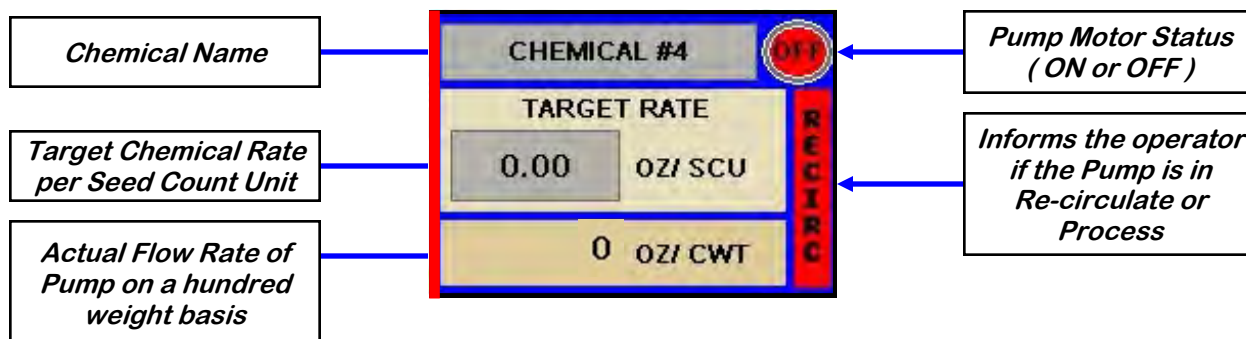 Chemical Name
Target Chemical Rate
per Seed Count Unit
Actual Flow Rate of
Pump on a hundred
weight basis
CHEMICAL #4
OFF
TARGET RATE
0.00 OZ/ SCU
0 OZ/ CWT
RECIRC
Pump Motor Status
( ON or OFF )
Informs the operator
if the Pump is in
Re-circulate or
Process